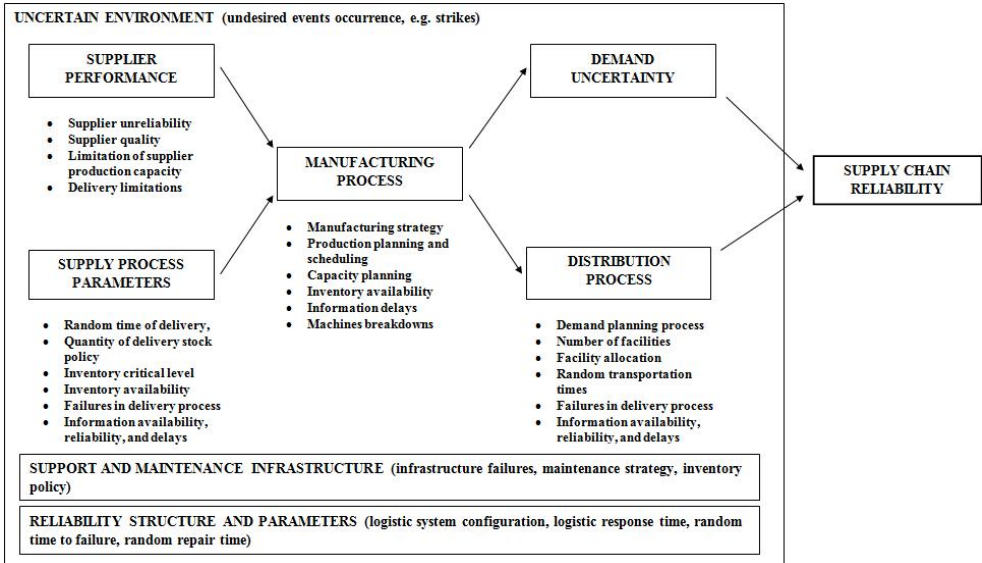 UNCERTAIN ENVIRONMENT (undesired events occurrence, e.g. strikes)
SUPPLIER
PERFORMANCE
• Supplier unreliability
• Supplier quality
• Limitation of supplier
production capacity
• Delivery limitations
SUPPLY PROCESS
PARAMETERS
• Random time of delivery,
• Quantity of delivery stock
policy
• Inventory critical level
• Inventory availability
• Failures in delivery process
• Information availability,
reliability, and delays
MANUFACTURING
PROCESS
• Manufacturing strategy
• Production planning and
scheduling
• Capacity planning
• Inventory availability
• Information delays
• Machines breakdowns
DEMAND
UNCERTAINTY
DISTRIBUTION
PROCESS
• Demand planning process
• Number of facilities
• Facility allocation
• Random transportation
times
• Failures in delivery process
• Information availability,
reliability, and delays
SUPPLY CHAIN
RELIABILITY
SUPPORT AND MAINTENANCE INFRASTRUCTURE (infrastructure failures, maintenance strategy, inventory
policy)
RELIABILITY STRUCTURE AND PARAMETERS (logistic system configuration, logistic response time, random
time to failure, random repair time)